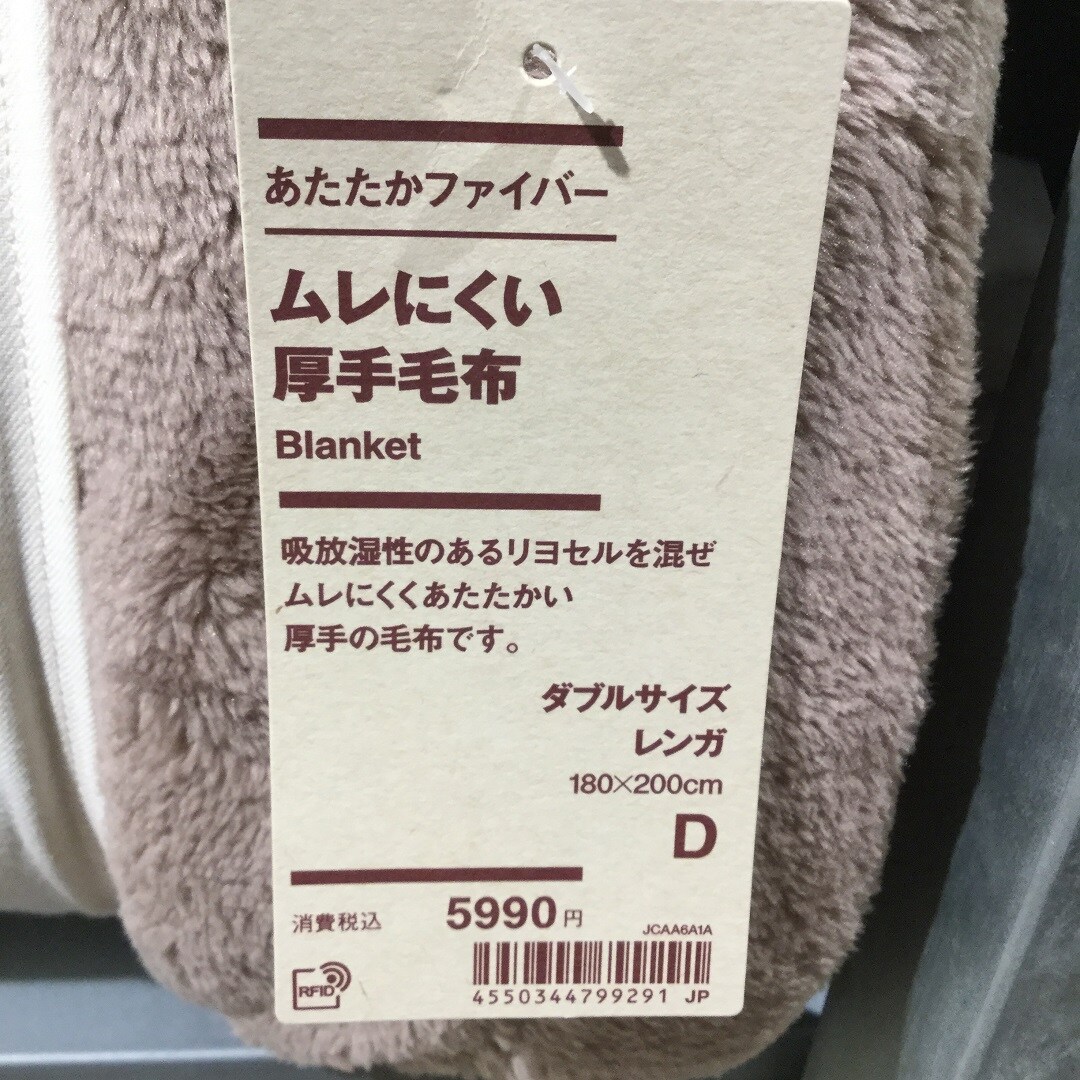 あたたかファイバー
ムレにくい
厚手毛布
Blanket
吸放湿性のあるリヨセルを混ぜ
ムレにくくあたたかい
厚手の毛布です。
ダブルサイズ
レンガ
180×200cm
D
消費税込 5990円
JCAA6A1A
RFID
4550344799291 JP